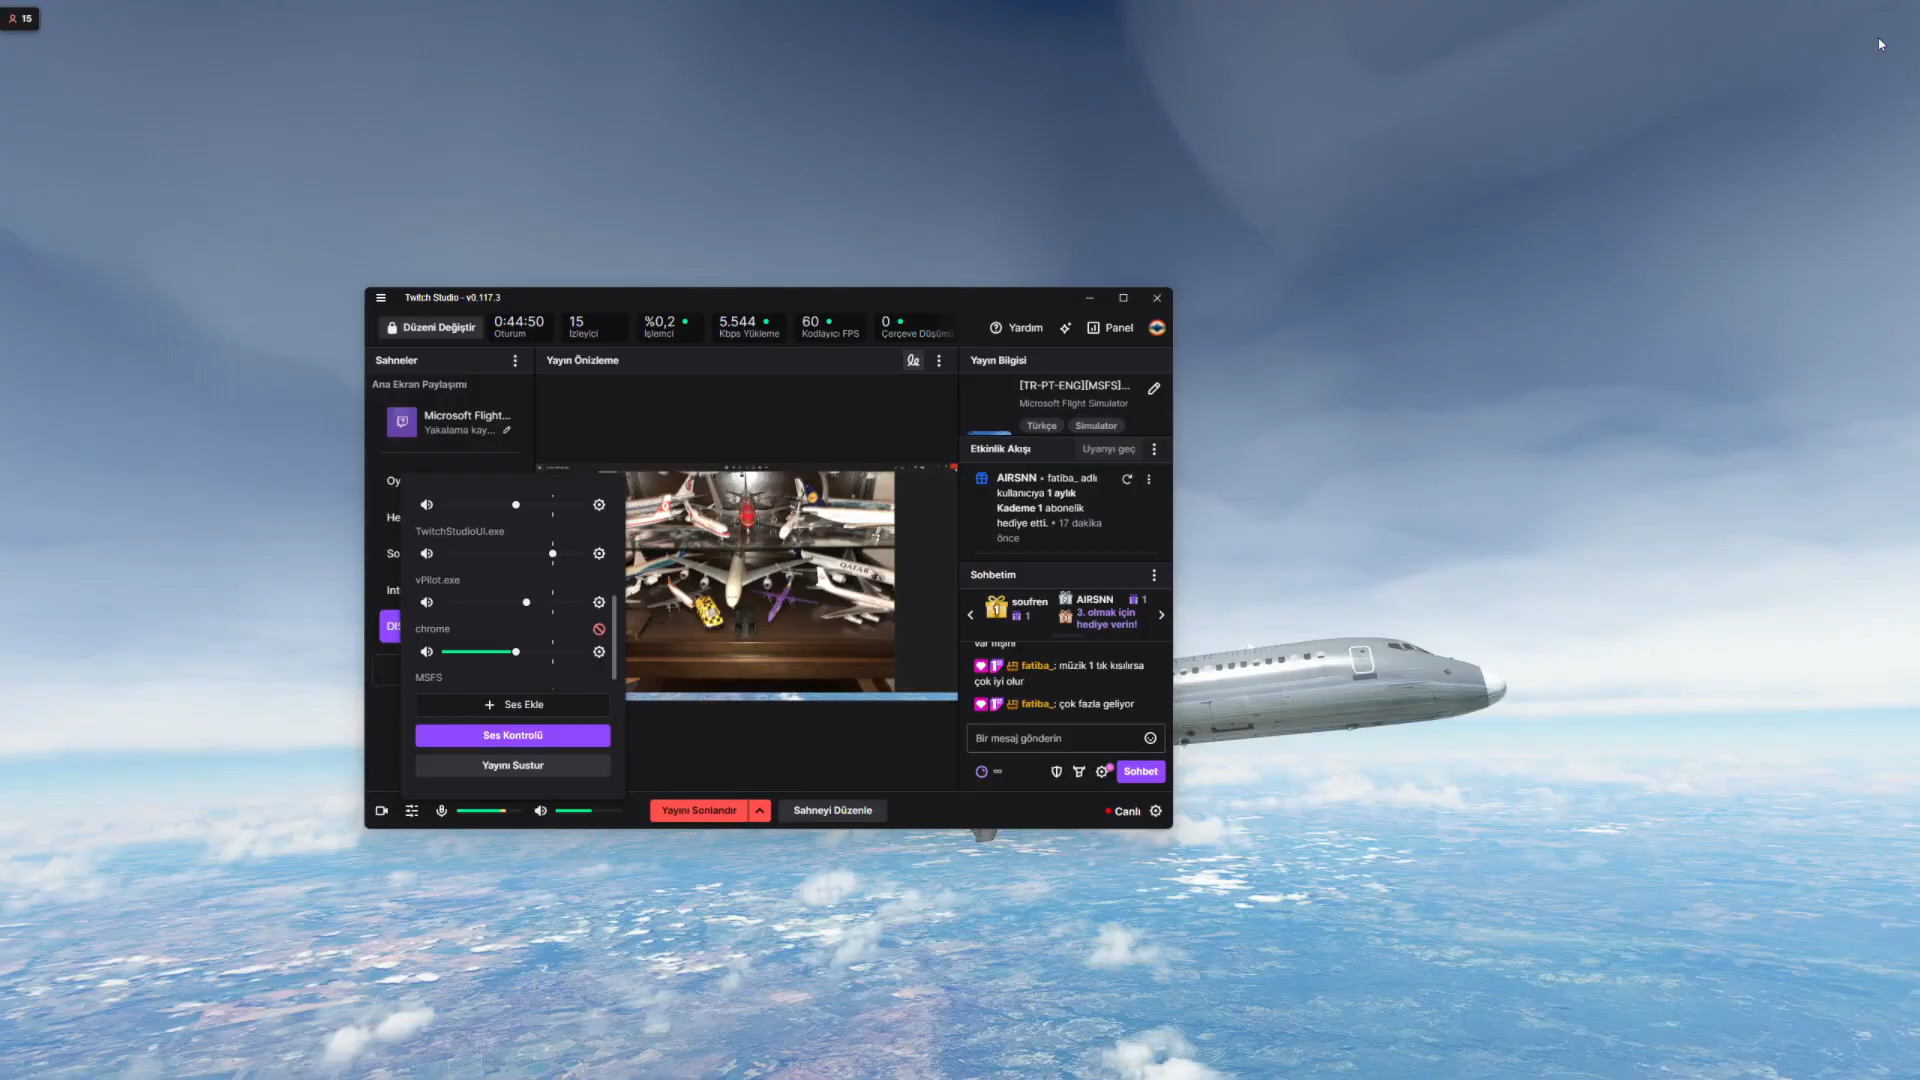 15
Twitch Studio - v0.117.3
Düzeni Değiştir
0:44:50
Oturum
15
İzleyici
%0,2
İşlemci
5.544
Kbps Yükleme
60
Kodlayıcı FPS
0
Çerçeve Düşümü
Yardım
Panel
Sahneler
Yayın Önizleme
Yayın Bilgisi
Ana Ekran Paylaşımı
Microsoft Flight...
Yakalama kay...
[TR-PT-ENG][MSFS]...
Microsoft Flight Simulator
Türkçe
Simulator
Etkinlik Akışı
Uyarıyı geç
AIRSNN • fatiba_ adlı
kullanıcıya 1 aylık
Kademe 1 abonelik
hediye etti. • 17 dakika
önce
Oy
He
So
Int
DIS
TwitchStudioUI.exe
vPilot.exe
chrome
MSFS
Ses Ekle
Ses Kontrolü
Yayını Sustur
QATAR
Sohbetim
1
soufren
1
AIRSNN
1
3. olmak için
hediye verin!
var mışını
fatiba_: müzik 1 tık kısılırsa
çok iyi olur
fatiba_: çok fazla geliyor
Bir mesaj gönderin
Sohbet
Yayını Sonlandır
Sahneyi Düzenle
Canlı